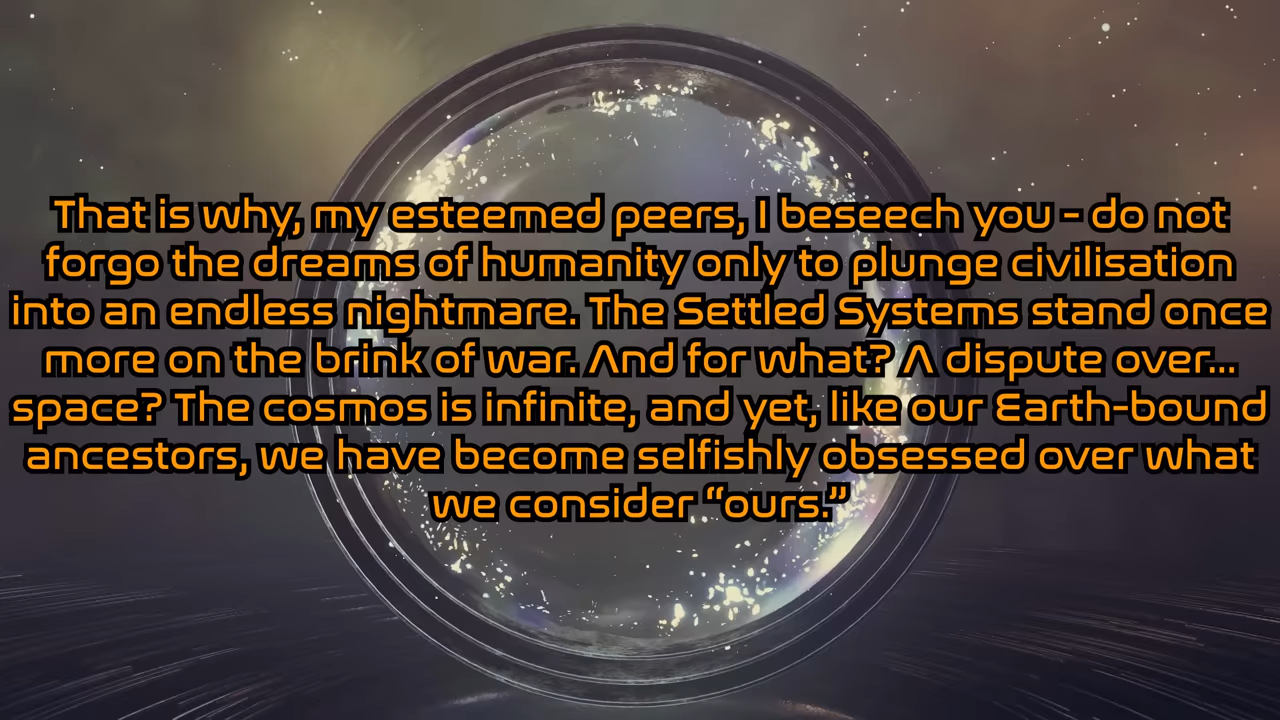 That is why, my esteemed peers, I beseech you - do not
forgo the dreams of humanity only to plunge civilisation
into an endless nightmare. The Settled Systems stand once
more on the brink of war. And for what? A dispute over...
space? The cosmos is infinite, and yet, like our Earth-bound
ancestors, we have become selfishly obsessed over what
we consider “ours.”